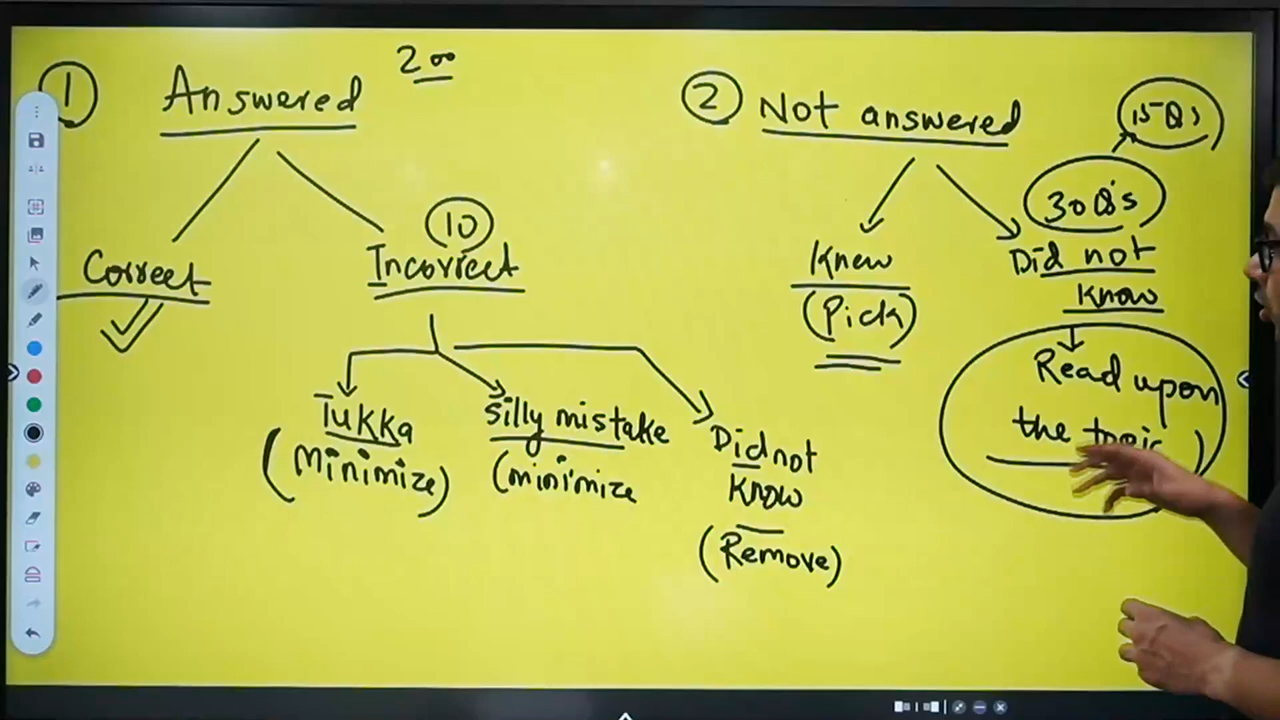 1 Answered 200
Correct
Incorrect 10
Tukka
(Minimize)
Silly mistake
(minimize
Did not
Know
(Remove)
2 Not answered
Knew
(Pick)
15 Qs
30 Q's
Did not
Know
Read upon
the topic)